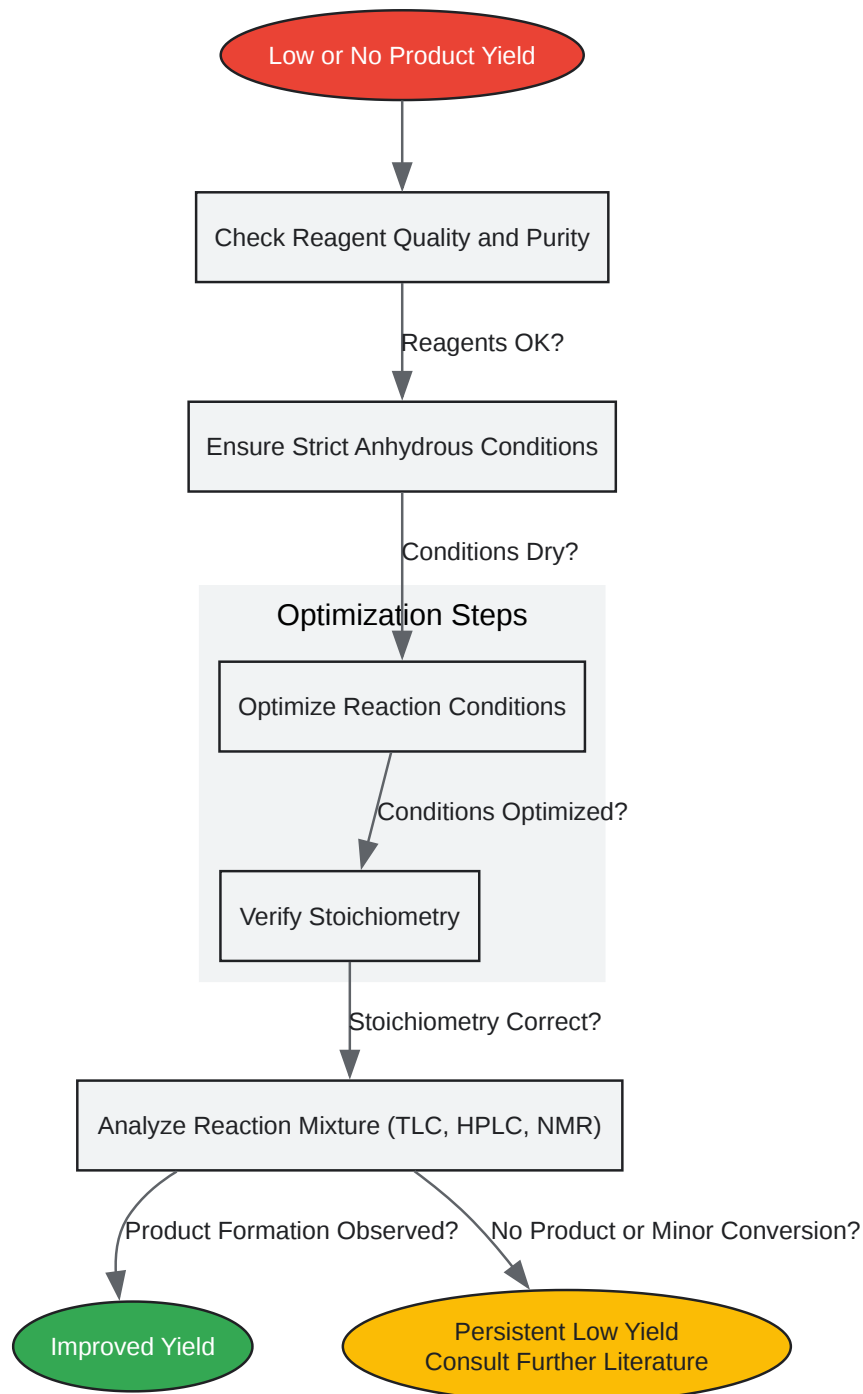 Low or No Product Yield
Check Reagent Quality and Purity
Reagents OK?
Ensure Strict Anhydrous Conditions
Conditions Dry?
Optimization Steps
Optimize Reaction Conditions
Conditions Optimized?
Verify Stoichiometry
Stoichiometry Correct?
Analyze Reaction Mixture (TLC, HPLC, NMR)
Product Formation Observed?
No Product or Minor Conversion?
Improved Yield
Persistent Low Yield
Consult Further Literature